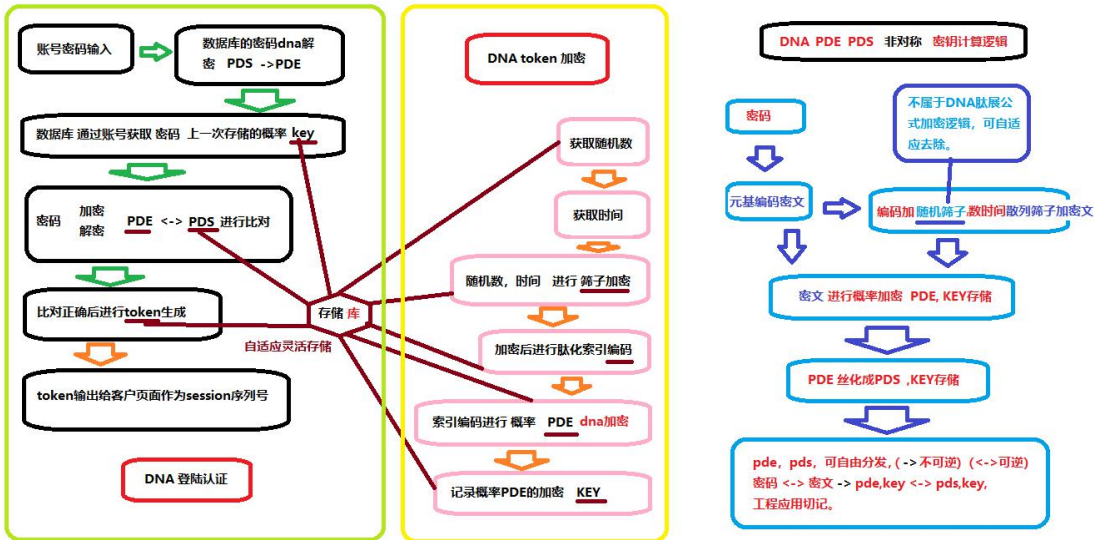 账号密码输入
数据库的密码dna解
密 PDS ->PDE
数据库 通过账号获取 密码 上一次存储的概率 key
密码 加密
解密 PDE <-> PDS 进行比对
比对正确后进行token生成
token输出给客户页面作为session序列号
DNA 登陆认证
存储 库
自适应灵活存储
DNA token 加密
获取随机数
获取时间
随机数，时间 进行 筛子加密
加密后进行肽化索引编码
索引编码进行 概率 PDE dna加密
记录概率PDE的加密 KEY
DNA PDE PDS 非对称 密钥计算逻辑
密码
不属于DNA肽展公
式加密逻辑，可自适
应去除。
元基编码密文
编码加 随机筛子,数时间散列筛子加密文
密文 进行概率加密 PDE, KEY存储
PDE 丝化成PDS ,KEY存储
pde，pds，可自由分发，( -> 不可逆) (<->可逆)
密码 <-> 密文 -> pde,key <-> pds,key,
工程应用切记。